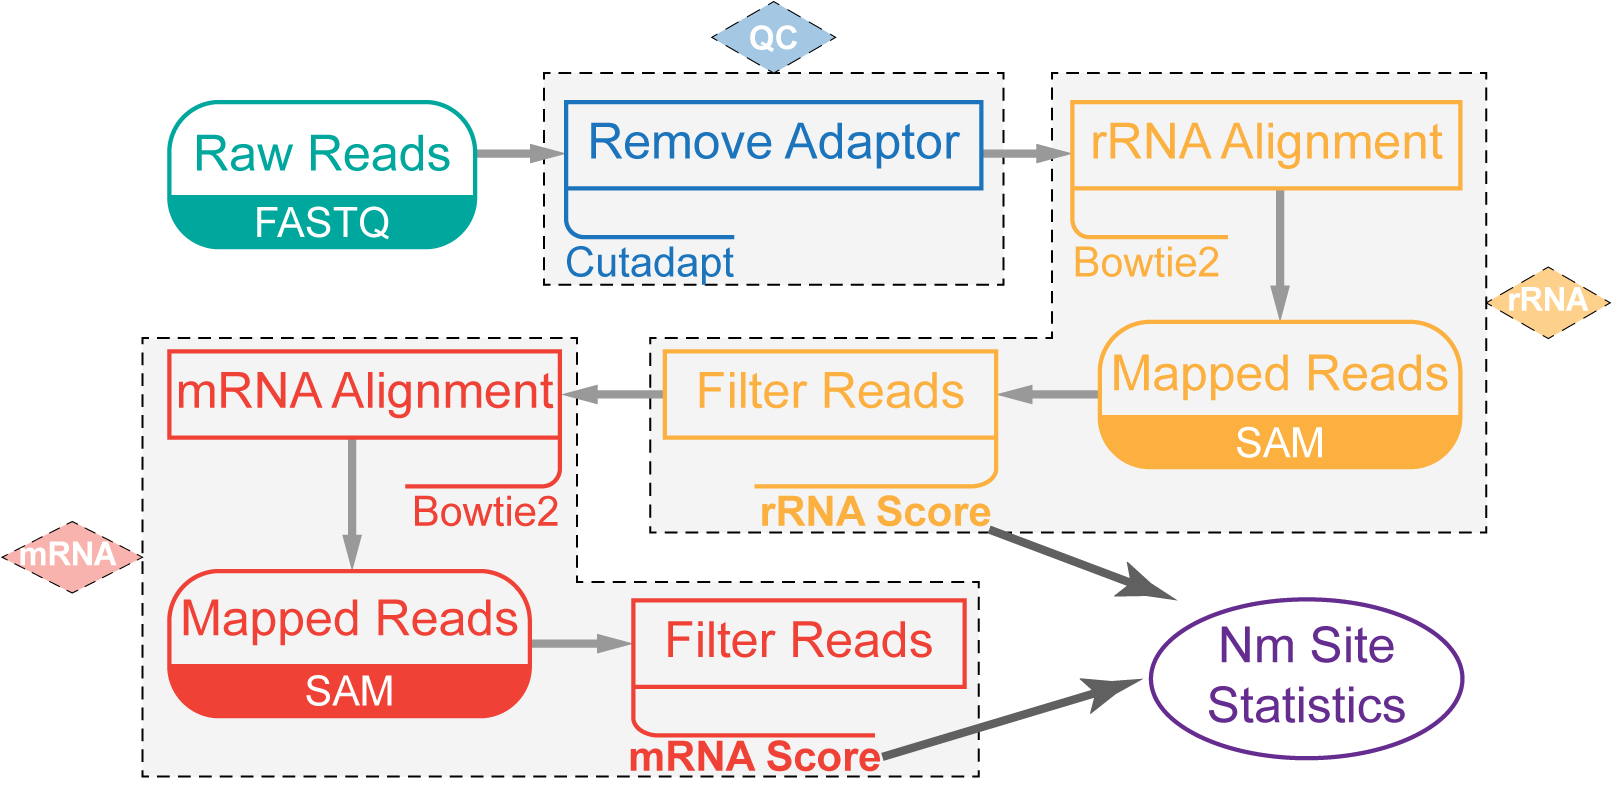 QC
Raw Reads
FASTQ
Remove Adaptor
Cutadapt
rRNA Alignment
Bowtie2
rRNA
Mapped Reads
SAM
Filter Reads
rRNA Score
mRNA Alignment
Bowtie2
mRNA
Mapped Reads
SAM
Filter Reads
mRNA Score
Nm Site
Statistics